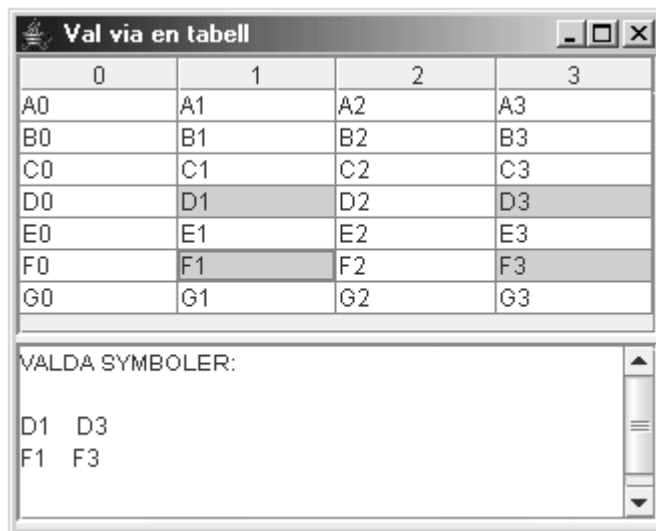 Val via en tabell
0 1 2 3
A0 A1 A2 A3
B0 B1 B2 B3
C0 C1 C2 C3
D0 D1 D2 D3
E0 E1 E2 E3
F0 F1 F2 F3
G0 G1 G2 G3
VALDA SYMBOLER:
D1 D3
F1 F3